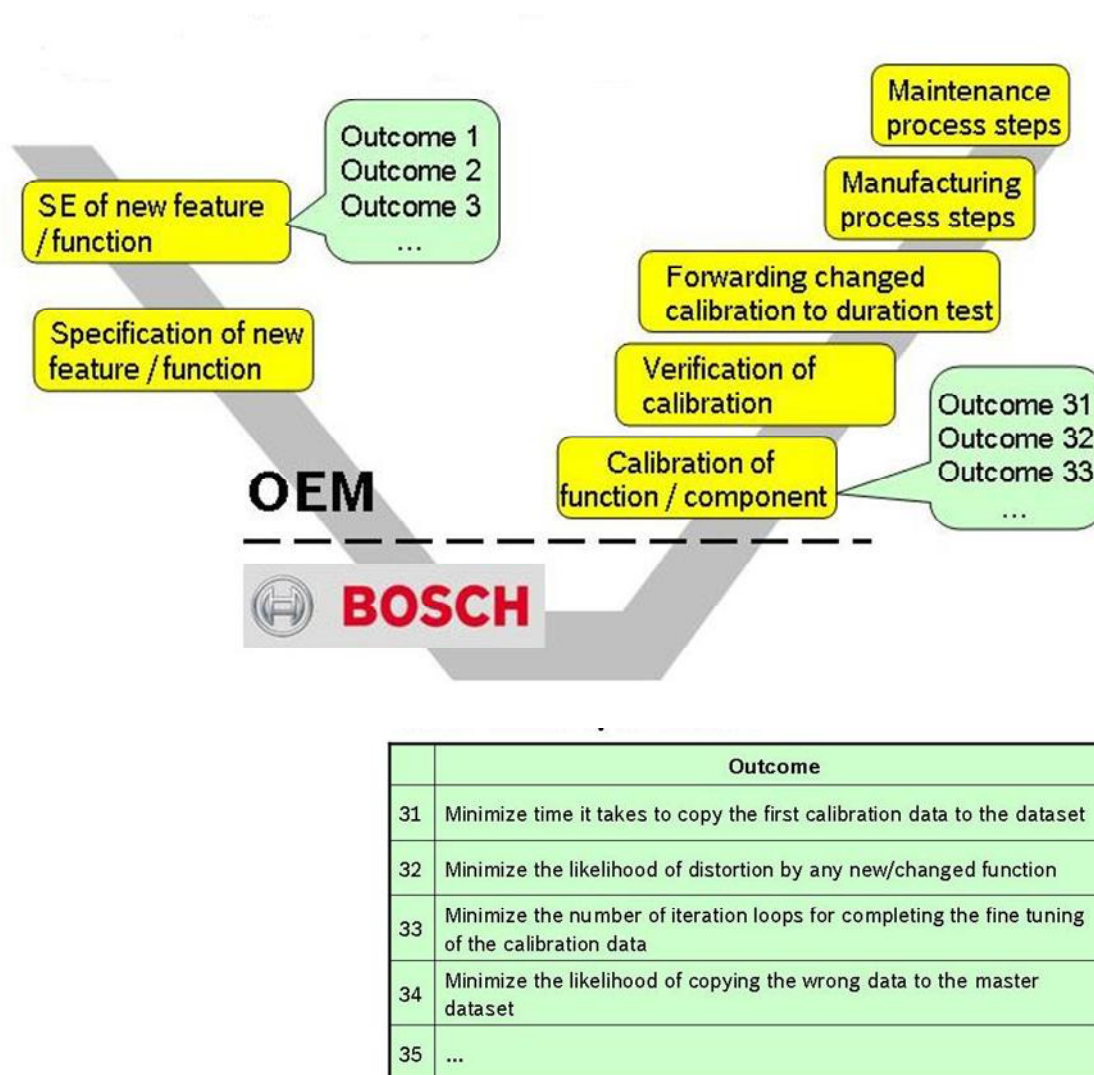 Maintenance
process steps
Outcome 1
Outcome 2
Outcome 3
...
Manufacturing
process steps
SE of new feature
/ function
Forwarding changed
calibration to duration test
Specification of new
feature / function
Verification of
calibration
Outcome 31
Outcome 32
Outcome 33
...
Calibration of
function / component
OEM
BOSCH
Outcome
31 Minimize time it takes to copy the first calibration data to the dataset
32 Minimize the likelihood of distortion by any new/changed function
33 Minimize the number of iteration loops for completing the fine tuning
of the calibration data
34 Minimize the likelihood of copying the wrong data to the master
dataset
35 ...